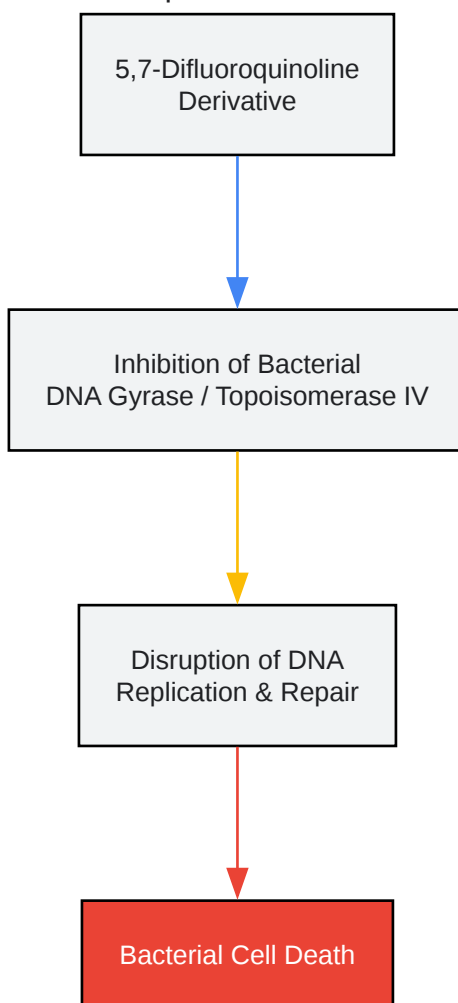 5,7-Difluoroquinoline
Derivative
Inhibition of Bacterial
DNA Gyrase / Topoisomerase IV
Disruption of DNA
Replication & Repair
Bacterial Cell Death